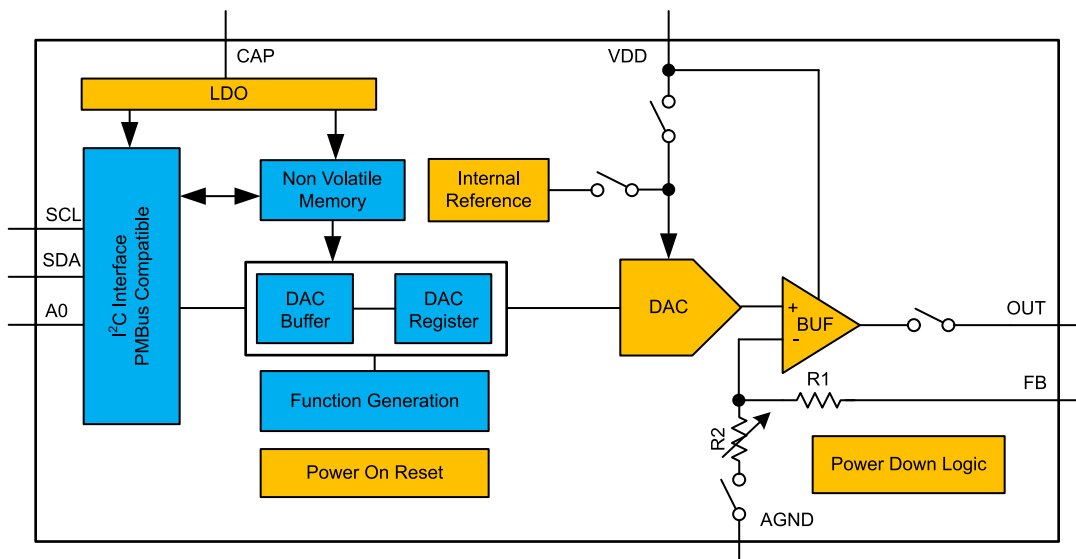 CAP
VDD
LDO
Non Volatile
Memory
Internal
Reference
SCL
SDA
A0
I²C Interface
PMBus Compatible
DAC
Buffer
DAC
Register
DAC
+
BUF
-
OUT
R1
FB
Function Generation
R2
Power On Reset
Power Down Logic
AGND